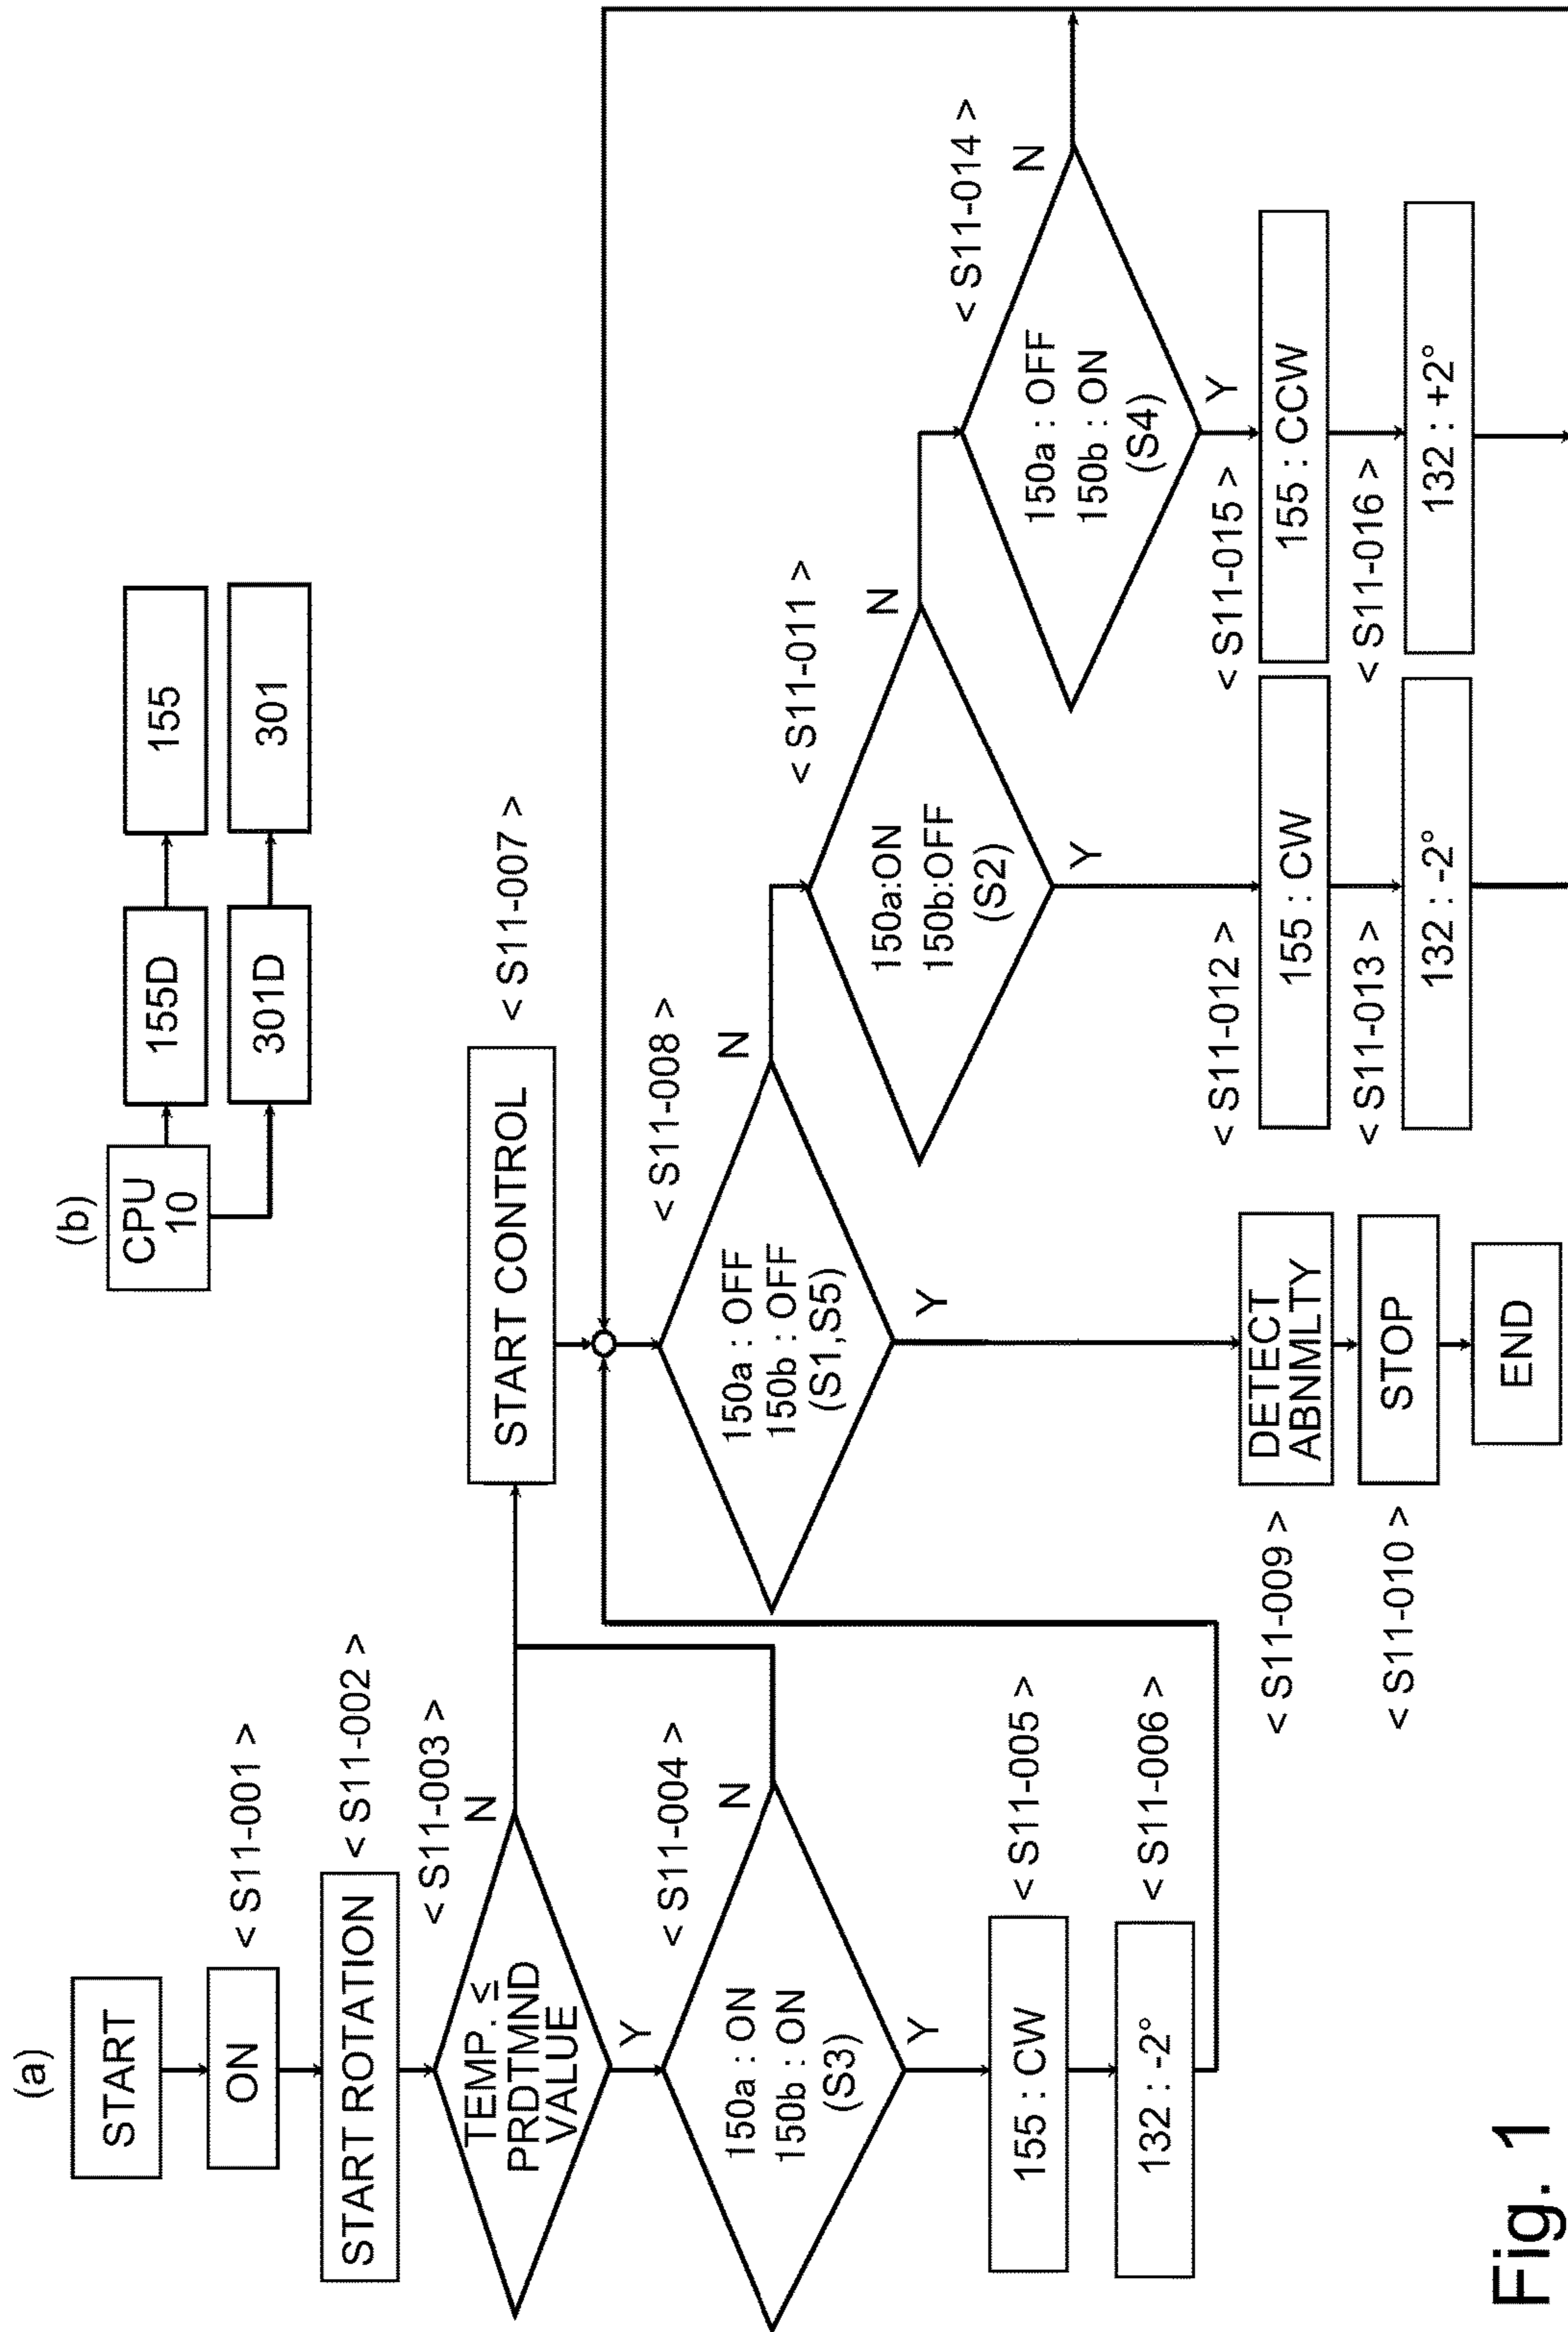 (a)
START
ON
< S11-001 >
START ROTATION
< S11-002 >
< S11-003 >
TEMP. ≤
PRDTMND
VALUE
N
Y
< S11-004 >
150a : ON
150b : ON
(S3)
N
Y
155 : CW
< S11-005 >
132 : -2°
< S11-006 >
START CONTROL
< S11-007 >
< S11-008 >
150a : OFF
150b : OFF
(S1,S5)
N
Y
DETECT
ABNMLTY
< S11-009 >
STOP
< S11-010 >
END
< S11-011 >
150a:ON
150b:OFF
(S2)
N
Y
< S11-012 >
155 : CW
< S11-013 >
132 : -2°
< S11-014 >
150a : OFF
150b : ON
(S4)
N
Y
< S11-015 >
155 : CCW
< S11-016 >
132 : +2°
(b)
CPU
10
155D
155
301D
301
Fig. 1